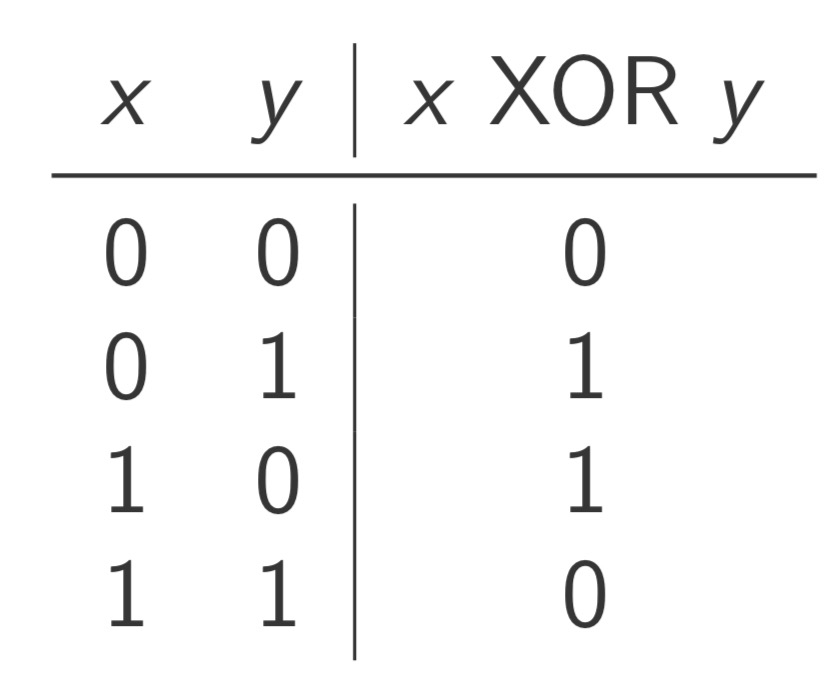 x y x XOR y
0 0 0
0 1 1
1 0 1
1 1 0